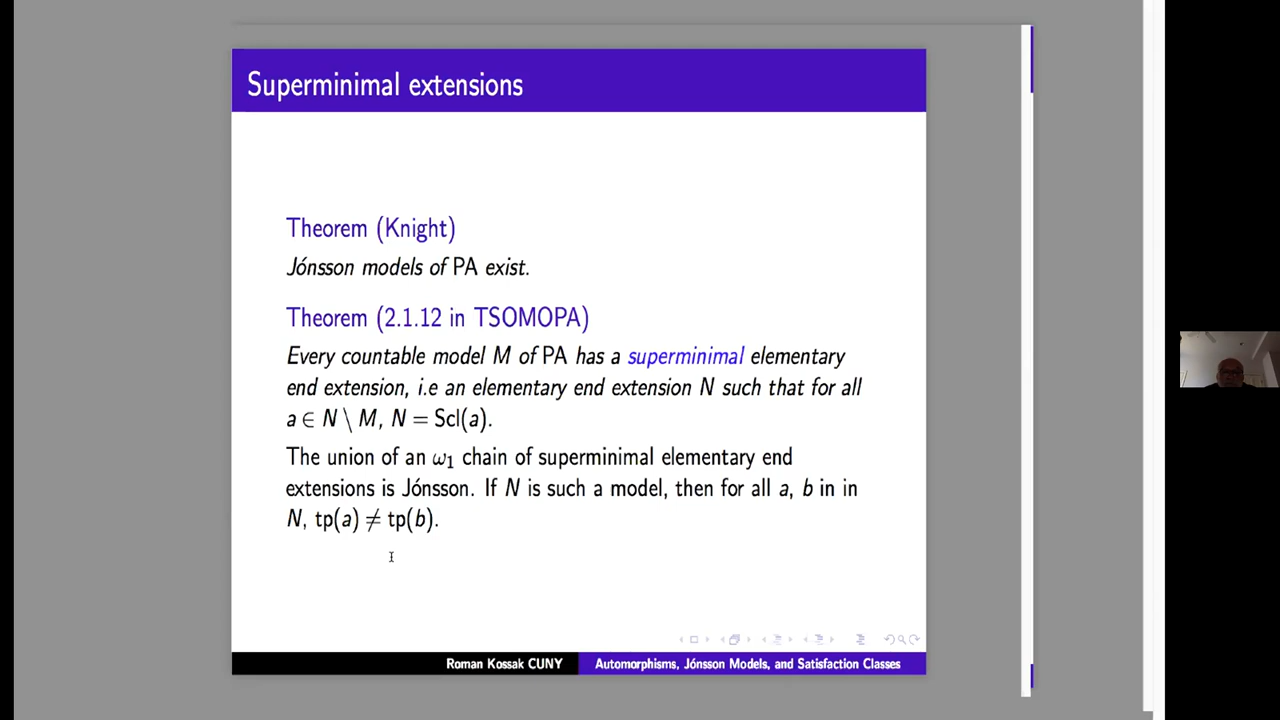 Superminimal extensions
Theorem (Knight)
Jónsson models of PA exist.
Theorem (2.1.12 in TSOMOPA)
Every countable model M of PA has a superminimal elementary
end extension, i.e an elementary end extension N such that for all
a ∈ N \ M, N = Scl(a).
The union of an ω₁ chain of superminimal elementary end
extensions is Jónsson. If N is such a model, then for all a, b in in
N, tp(a) ≠ tp(b).
Roman Kossak CUNY
Automorphisms, Jónsson Models, and Satisfaction Classes